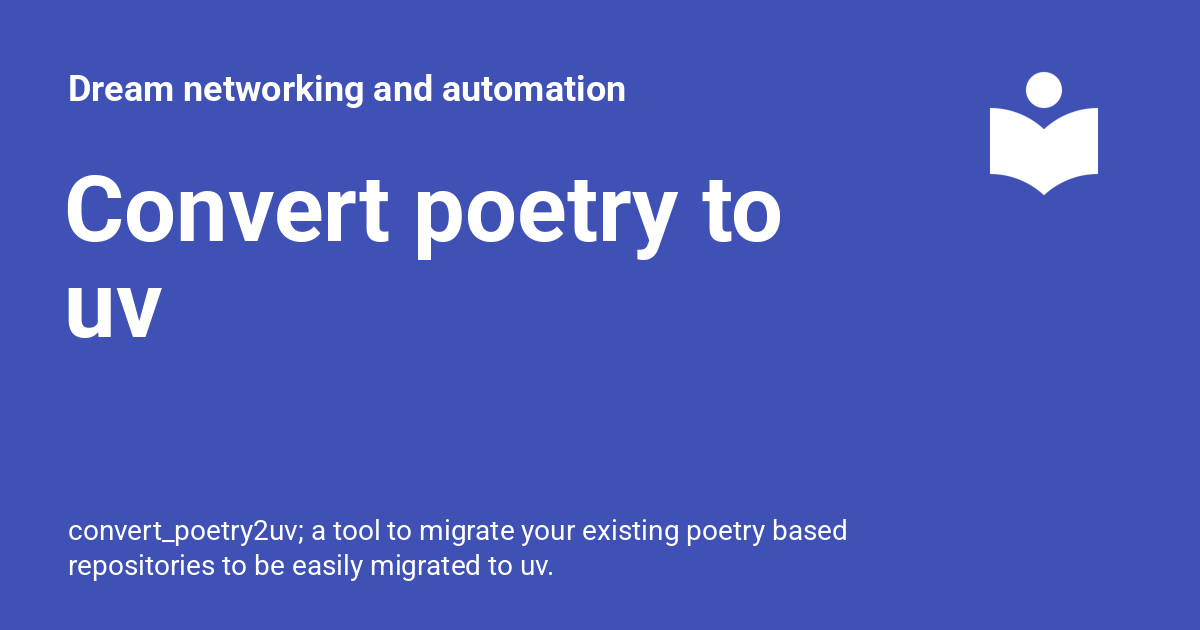 Dream networking and automation
Convert poetry to
uv
convert_poetry2uv; a tool to migrate your existing poetry based
repositories to be easily migrated to uv.